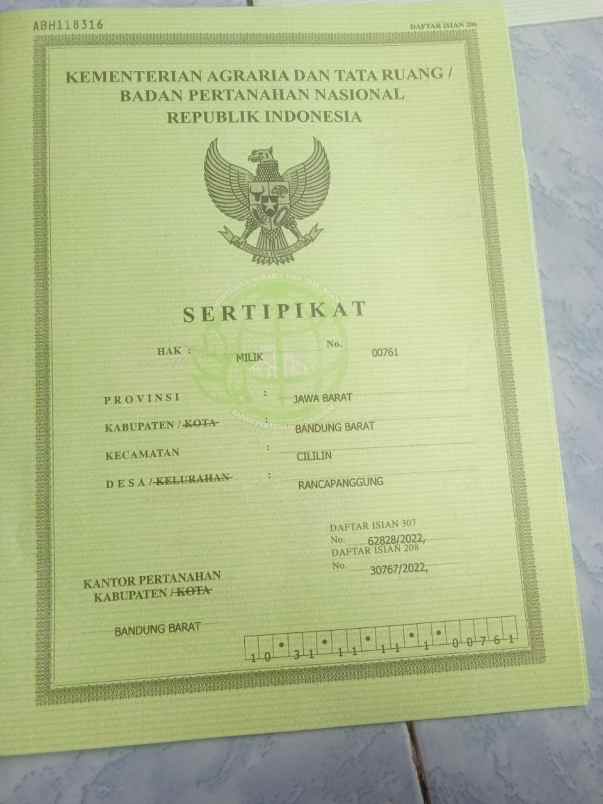 ABH118316
DAFTAR ISIAN 206
KEMENTERIAN AGRARIA DAN TATA RUANG /
BADAN PERTANAHAN NASIONAL
REPUBLIK INDONESIA
SERTIPIKAT
HAK : MILIK No. 00761
PROVINSI : JAWA BARAT
KABUPATEN / KOTA : BANDUNG BARAT
KECAMATAN : CILILIN
DESA / KELURAHAN : RANCAPANGGUNG
DAFTAR ISIAN 307
No. 62828/2022,
DAFTAR ISIAN 208
No. 30767/2022,
KANTOR PERTANAHAN
KABUPATEN / KOTA
BANDUNG BARAT
10 • 31 • 11 • 11 • 1 • 00761